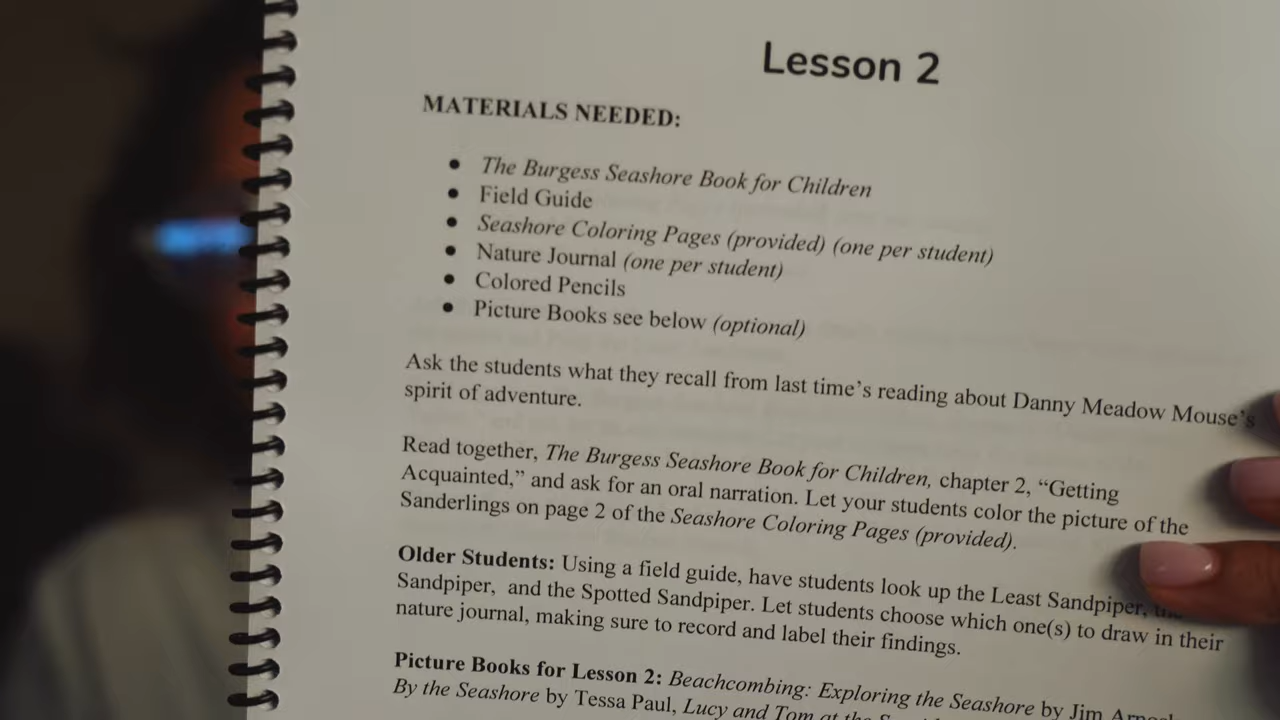 Lesson 2
MATERIALS NEEDED:
● The Burgess Seashore Book for Children
● Field Guide
● Seashore Coloring Pages (provided) (one per student)
● Nature Journal (one per student)
● Colored Pencils
● Picture Books see below (optional)
Ask the students what they recall from last time’s reading about Danny Meadow Mouse’s
spirit of adventure.
Read together, The Burgess Seashore Book for Children, chapter 2, “Getting
Acquainted,” and ask for an oral narration. Let your students color the picture of the
Sanderlings on page 2 of the Seashore Coloring Pages (provided).
Older Students: Using a field guide, have students look up the Least Sandpiper,
Sandpiper, and the Spotted Sandpiper. Let students choose which one(s) to draw in their
nature journal, making sure to record and label their findings.
Picture Books for Lesson 2: Beachcombing: Exploring the Seashore by Jim
By the Seashore by Tessa Paul, Lucy and Tom at the